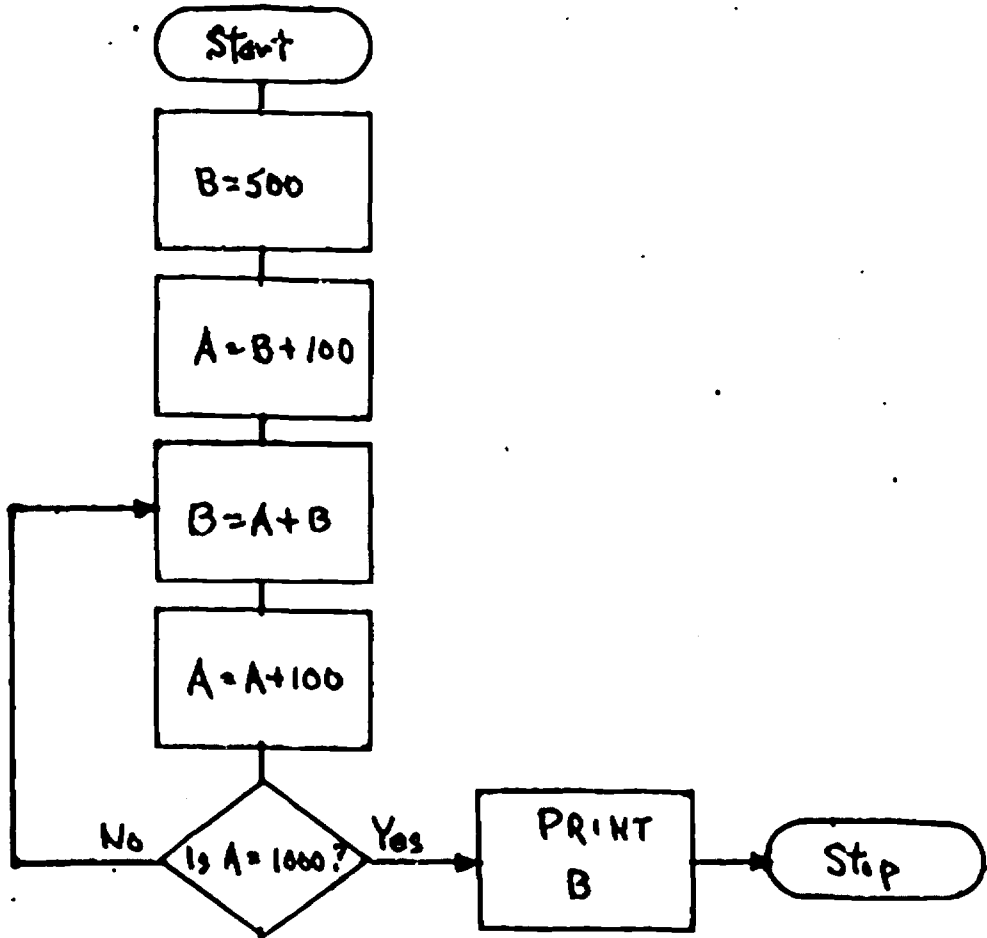 Start
B=500
A=B+100
B=A+B
A=A+100
Is A=1000?
No
Yes
PRINT
B
Stop